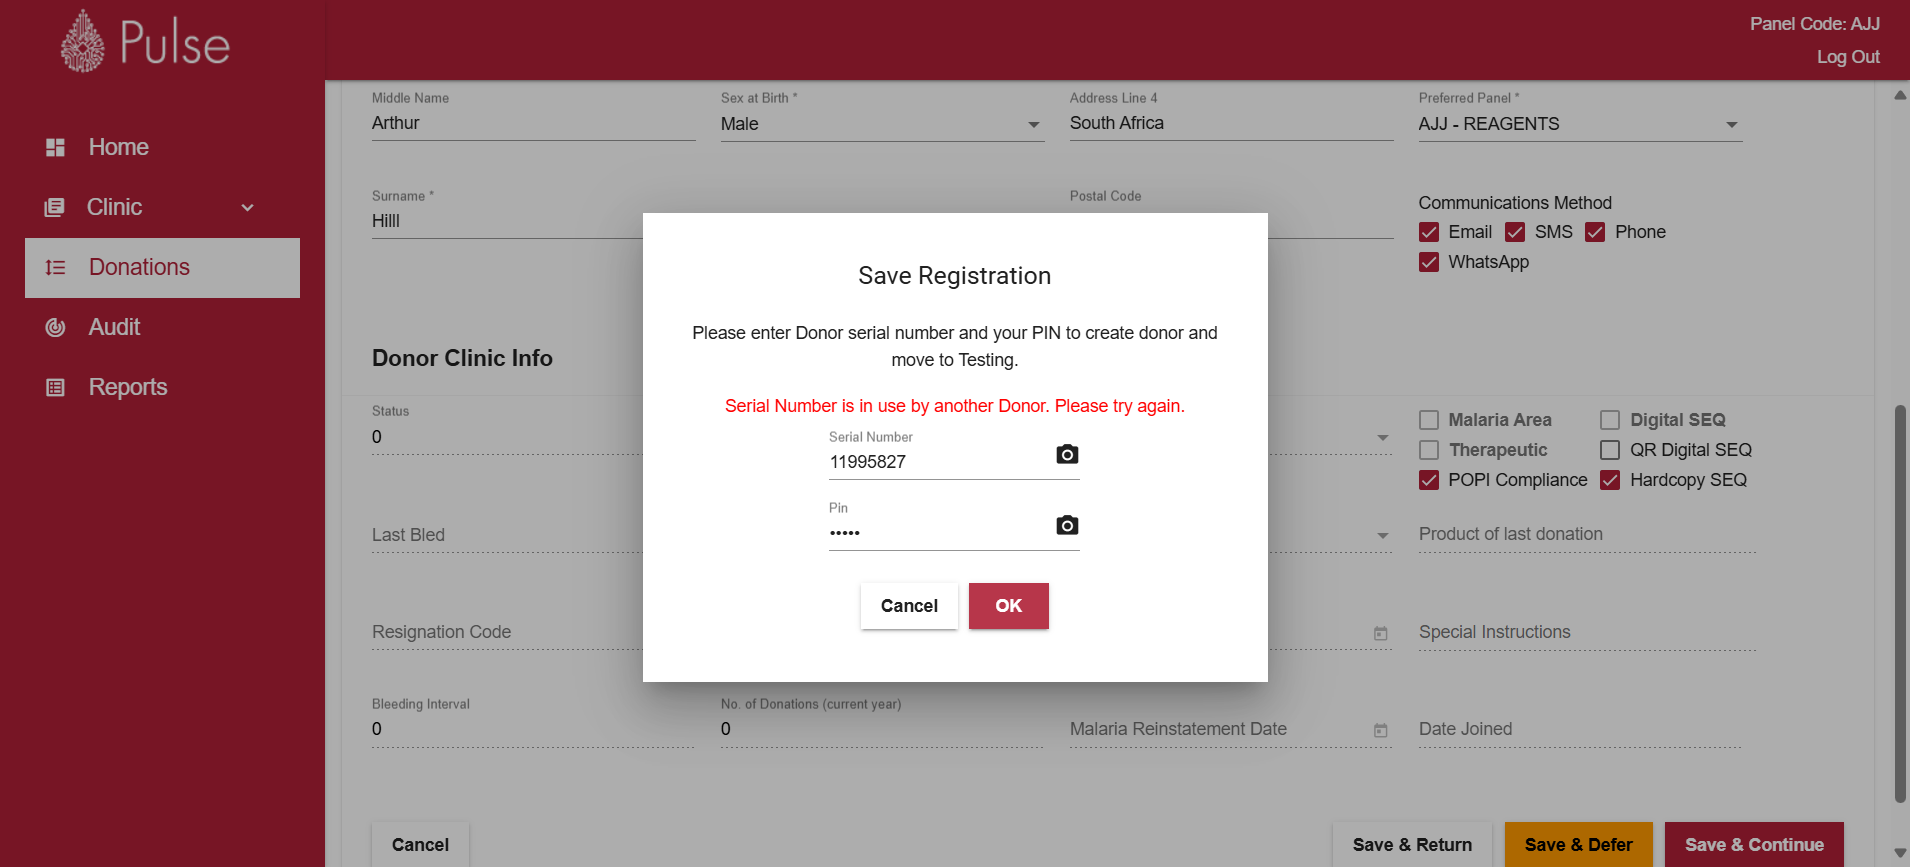 Pulse
Panel Code: AJJ
Log Out
Home
Clinic
Donations
Audit
Reports
Middle Name
Arthur
Sex at Birth *
Male
Address Line 4
South Africa
Preferred Panel *
AJJ - REAGENTS
Surname *
Hilll
Postal Code
Communications Method
Email SMS Phone
WhatsApp
Save Registration
Please enter Donor serial number and your PIN to create donor and
move to Testing.
Serial Number is in use by another Donor. Please try again.
Serial Number
11995827
Pin
•••••
Cancel OK
Donor Clinic Info
Status
0
Malaria Area Digital SEQ
Therapeutic QR Digital SEQ
POPI Compliance Hardcopy SEQ
Last Bled
Product of last donation
Resignation Code
Special Instructions
Bleeding Interval
0
No. of Donations (current year)
0
Malaria Reinstatement Date
Date Joined
Cancel
Save & Return
Save & Defer
Save & Continue